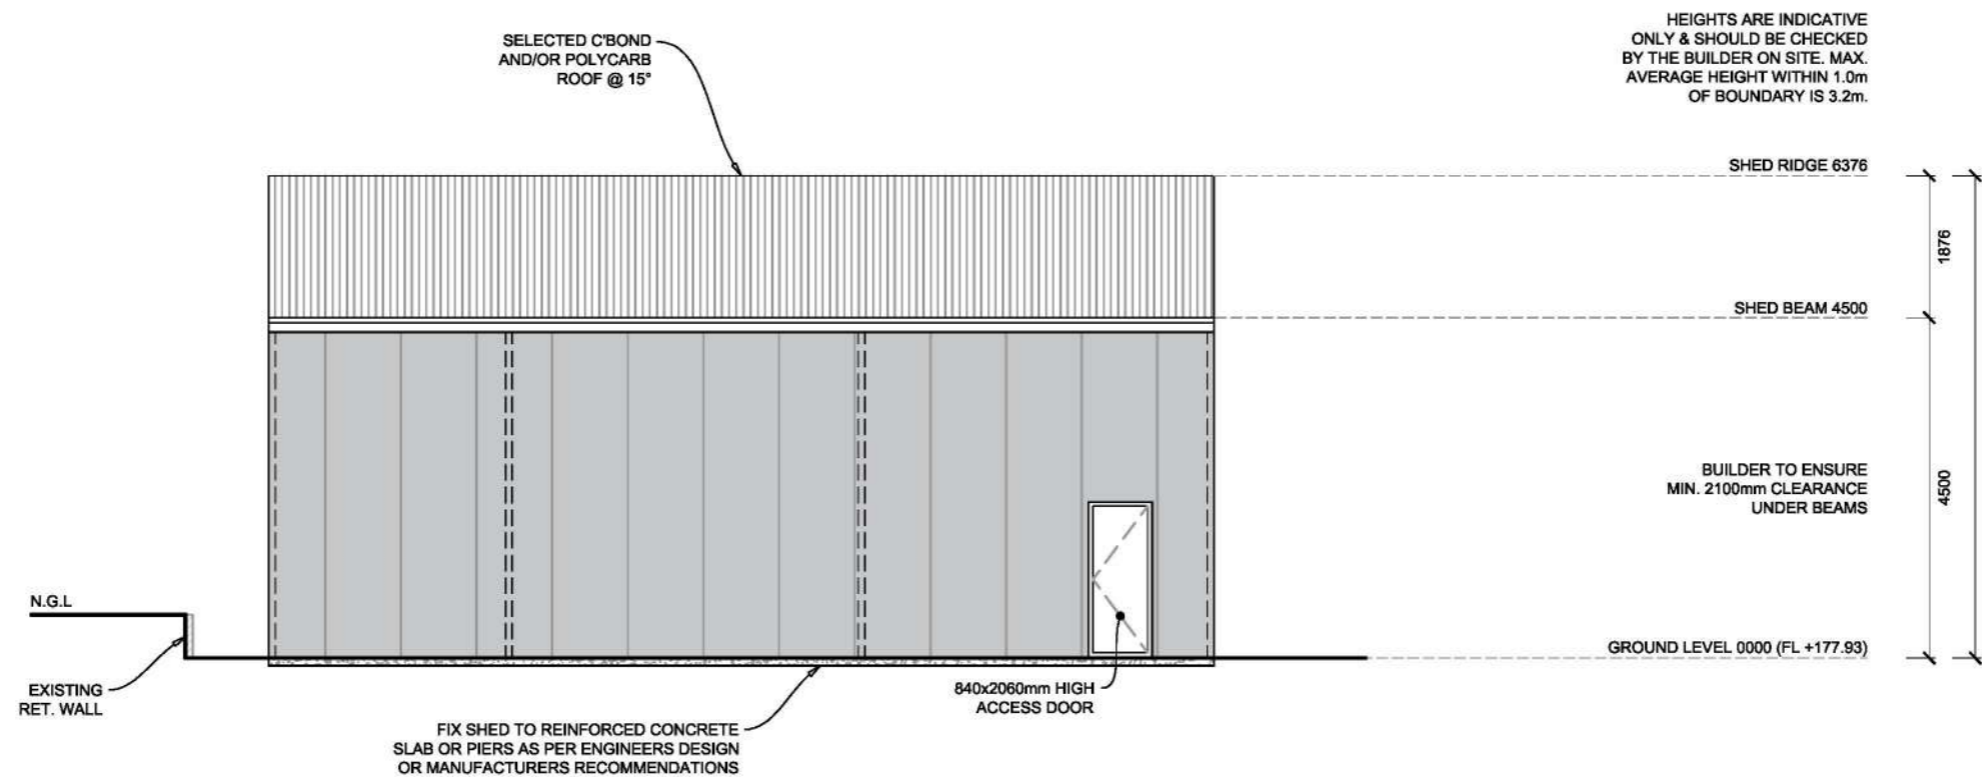 HEIGHTS ARE INDICATIVE
ONLY & SHOULD BE CHECKED
BY THE BUILDER ON SITE. MAX.
AVERAGE HEIGHT WITHIN 1.0m
OF BOUNDARY IS 3.2m.
SELECTED C'BOND
AND/OR POLYCARB
ROOF @ 15°
SHED RIDGE 6376
1876
SHED BEAM 4500
BUILDER TO ENSURE
MIN. 2100mm CLEARANCE
UNDER BEAMS
4500
N.G.L
GROUND LEVEL 0000 (FL +177.93)
EXISTING
RET. WALL
840x2060mm HIGH
ACCESS DOOR
FIX SHED TO REINFORCED CONCRETE
SLAB OR PIERS AS PER ENGINEERS DESIGN
OR MANUFACTURERS RECOMMENDATIONS